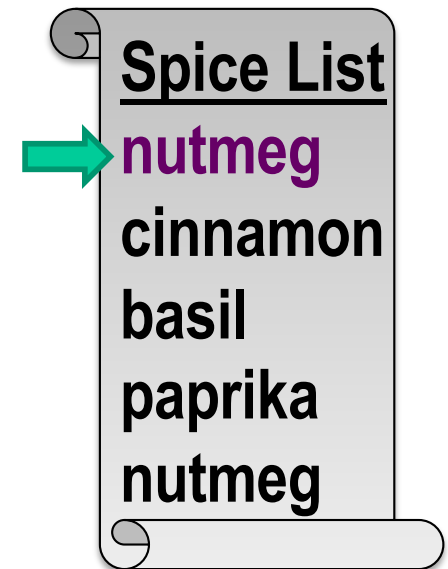 Spice List
nutmeg
cinnamon
basil
paprika
nutmeg